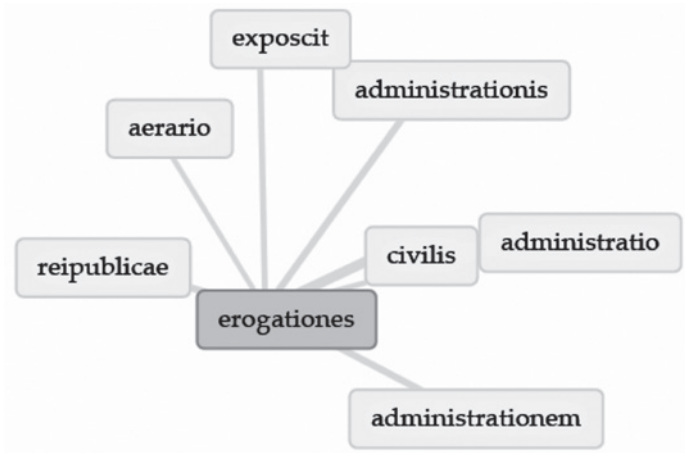 exposcit
administrationis
aerario
administratio
civilis
reipublicae
erogationes
administrationem